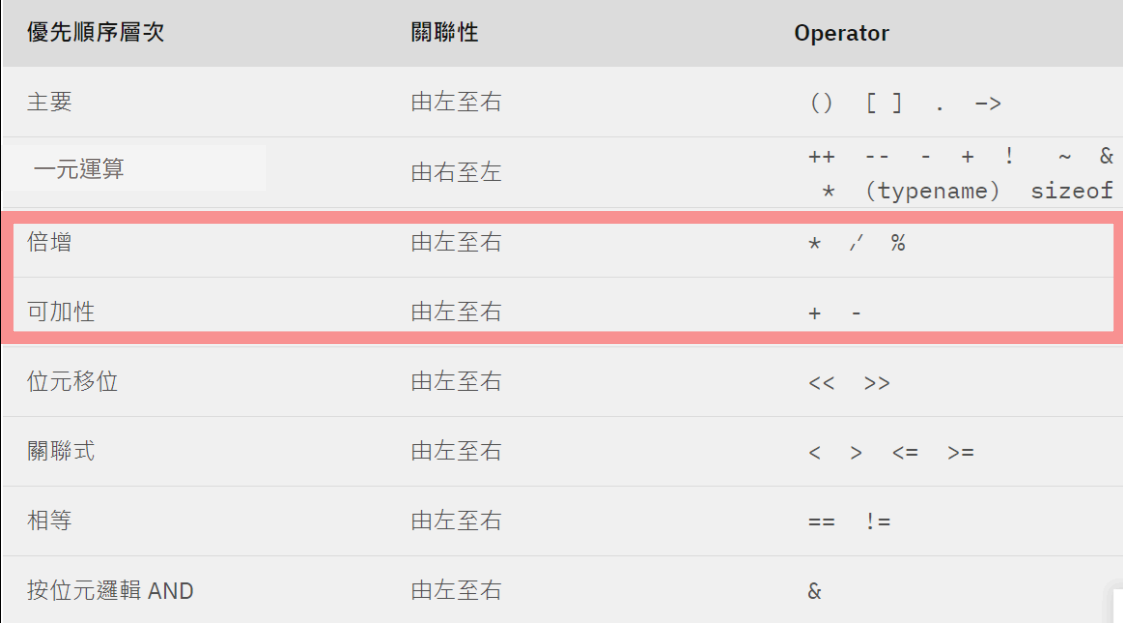 優先順序層次 關聯性 Operator
主要 由左至右 () [ ] . ->
一元運算 由右至左 ++ -- - + ! ~ &
* (typename) sizeof
倍增 由左至右 * / %
可加性 由左至右 + -
位元移位 由左至右 << >>
關聯式 由左至右 < > <= >=
相等 由左至右 == !=
按位元邏輯 AND 由左至右 &